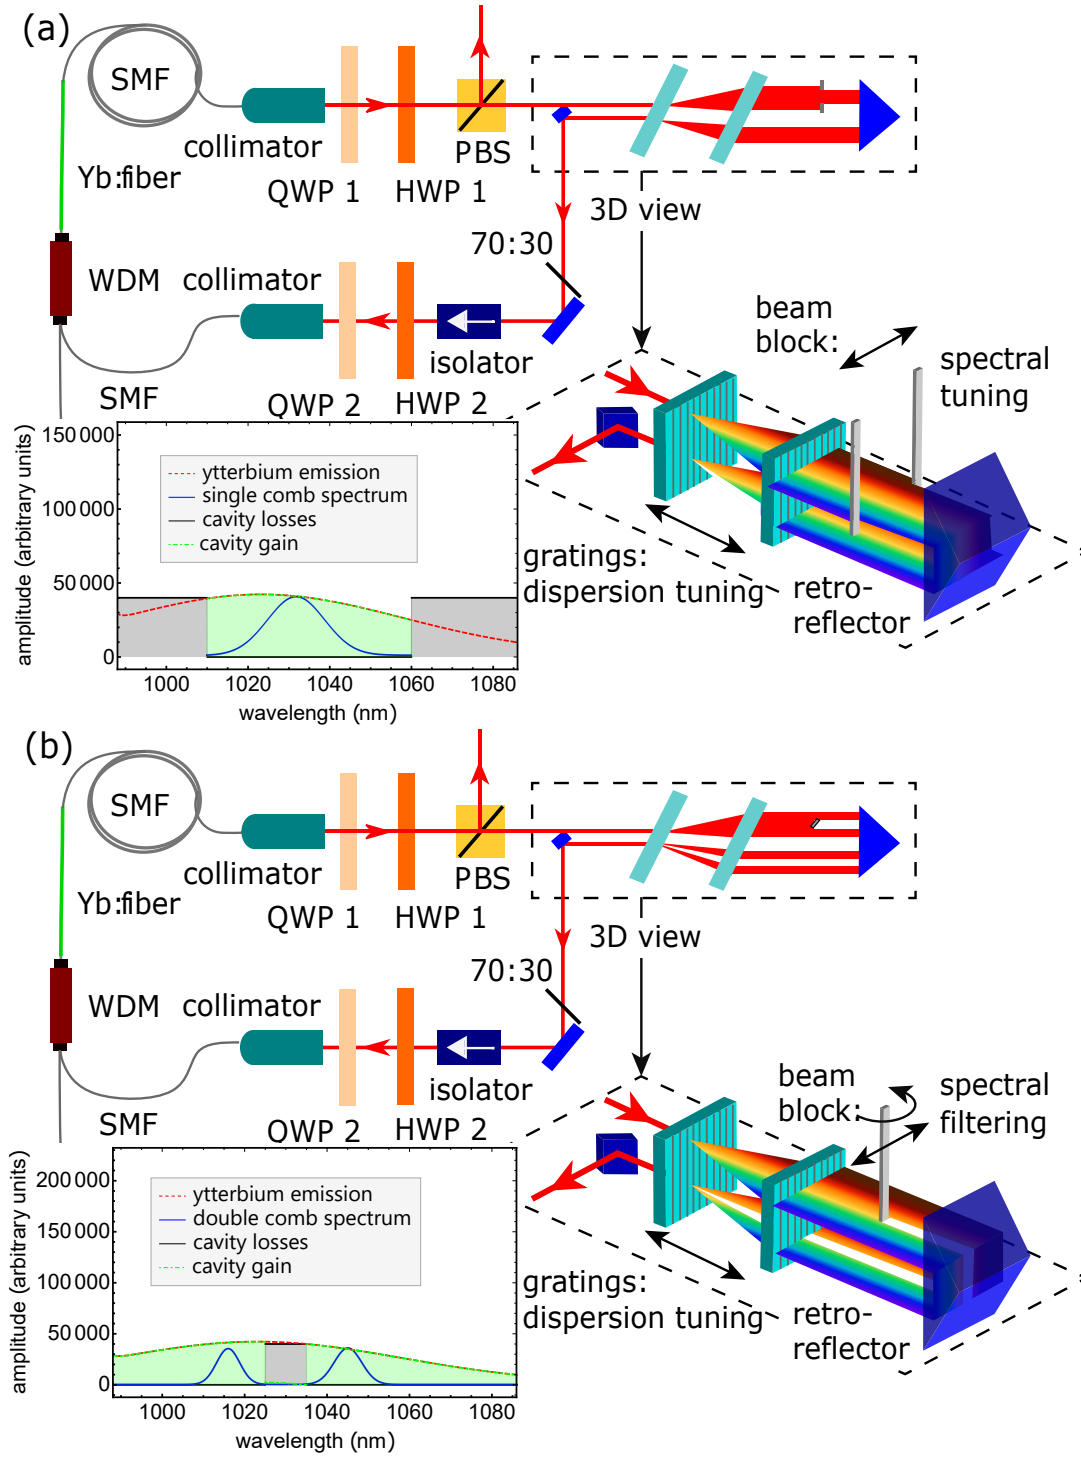 (a)
SMF
collimator
PBS
Yb:fiber
QWP 1
HWP 1
3D view
70:30
WDM
collimator
isolator
SMF
QWP 2
HWP 2
beam
block:
spectral
tuning
gratings:
dispersion tuning
retro-
reflector
150 000
100 000
50 000
0
amplitude (arbitrary units)
ytterbium emission
single comb spectrum
cavity losses
cavity gain
1000 1020 1040 1060 1080
wavelength (nm)
(b)
SMF
collimator
PBS
Yb:fiber
QWP 1
HWP 1
3D view
70:30
WDM
collimator
isolator
SMF
QWP 2
HWP 2
beam
block:
spectral
filtering
gratings:
dispersion tuning
retro-
reflector
200 000
150 000
100 000
50 000
0
amplitude (arbitrary units)
ytterbium emission
double comb spectrum
cavity losses
cavity gain
1000 1020 1040 1060 1080
wavelength (nm)